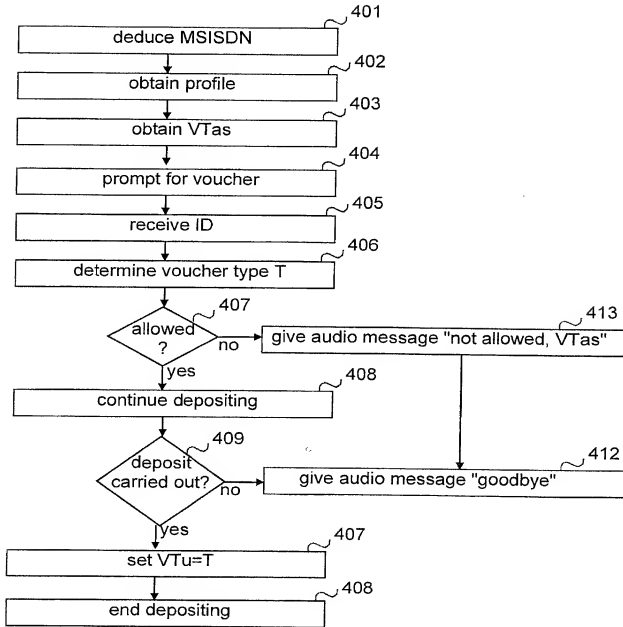 401
deduce MSISDN
402
obtain profile
403
obtain VTas
404
prompt for voucher
405
receive ID
406
determine voucher type T
407
allowed
?
no
yes
413
give audio message "not allowed, VTas"
408
continue depositing
409
deposit
carried out?
no
yes
412
give audio message "goodbye"
407
set VTu=T
408
end depositing